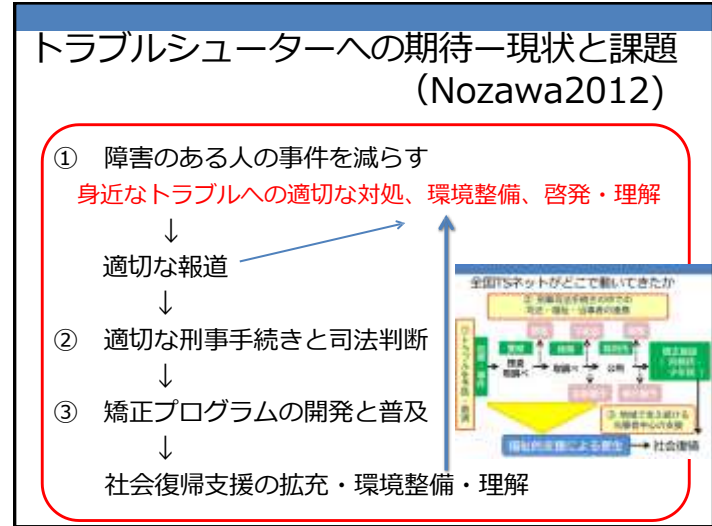 トラブルシューターへの期待ー現状と課題
（Nozawa2012)
①　障害のある人の事件を減らす
身近なトラブルへの適切な対処、環境整備、啓発・理解
↓
適切な報道
↓
②　適切な刑事手続きと司法判断
↓
③　矯正プログラムの開発と普及
↓
社会復帰支援の拡充・環境整備・理解
全国TSネットがどこで動いてきたか
取調べ
公判
社会復帰